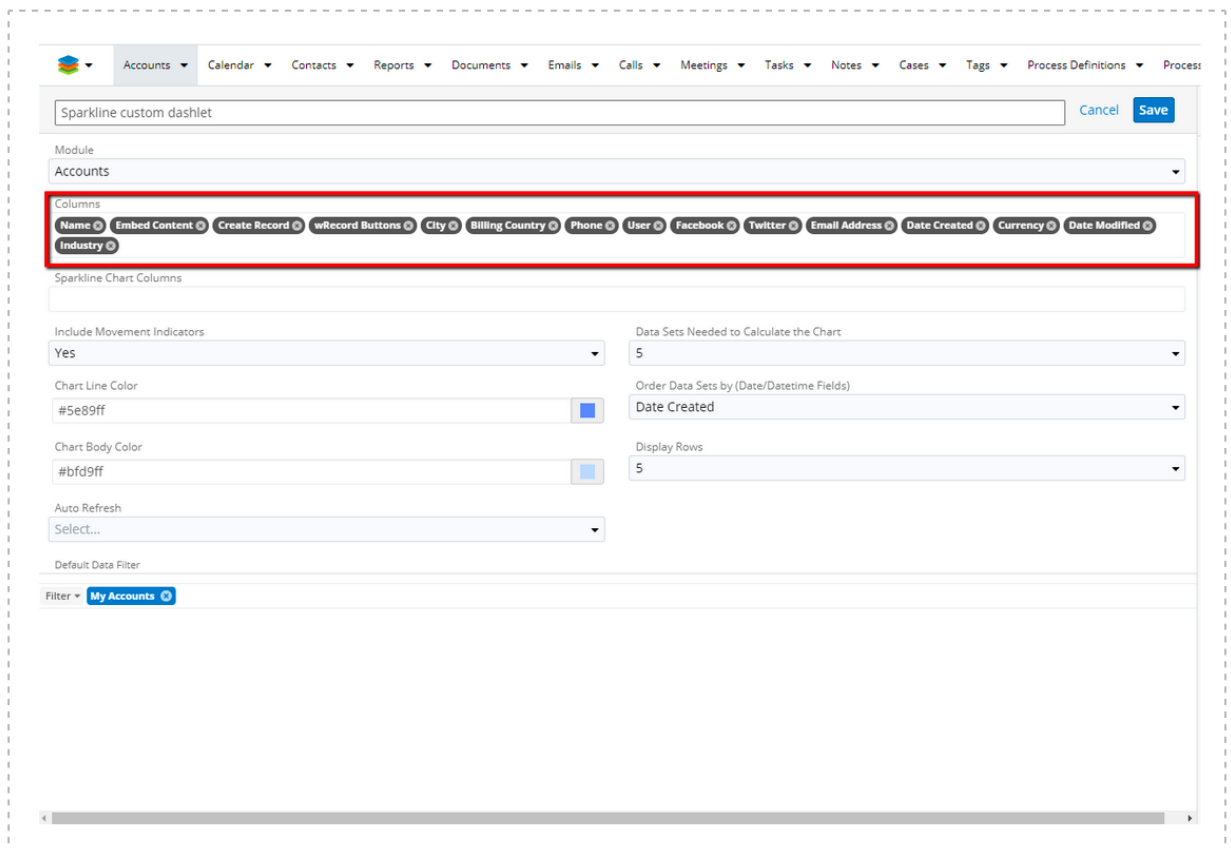 Accounts Calendar Contacts Reports Documents Emails Calls Meetings Tasks Notes Cases Tags Process Definitions Process
Sparkline custom dashlet Cancel Save
Module
Accounts
Columns
Name Embed Content Create Record wRecord Buttons City Billing Country Phone User Facebook Twitter Email Address Date Created Currency Date Modified
Industry
Sparkline Chart Columns
Include Movement Indicators Data Sets Needed to Calculate the Chart
Yes 5
Chart Line Color Order Data Sets by (Date/Datetime Fields)
#5e89ff Date Created
Chart Body Color Display Rows
#bfd9ff 5
Auto Refresh
Select...
Default Data Filter
Filter My Accounts